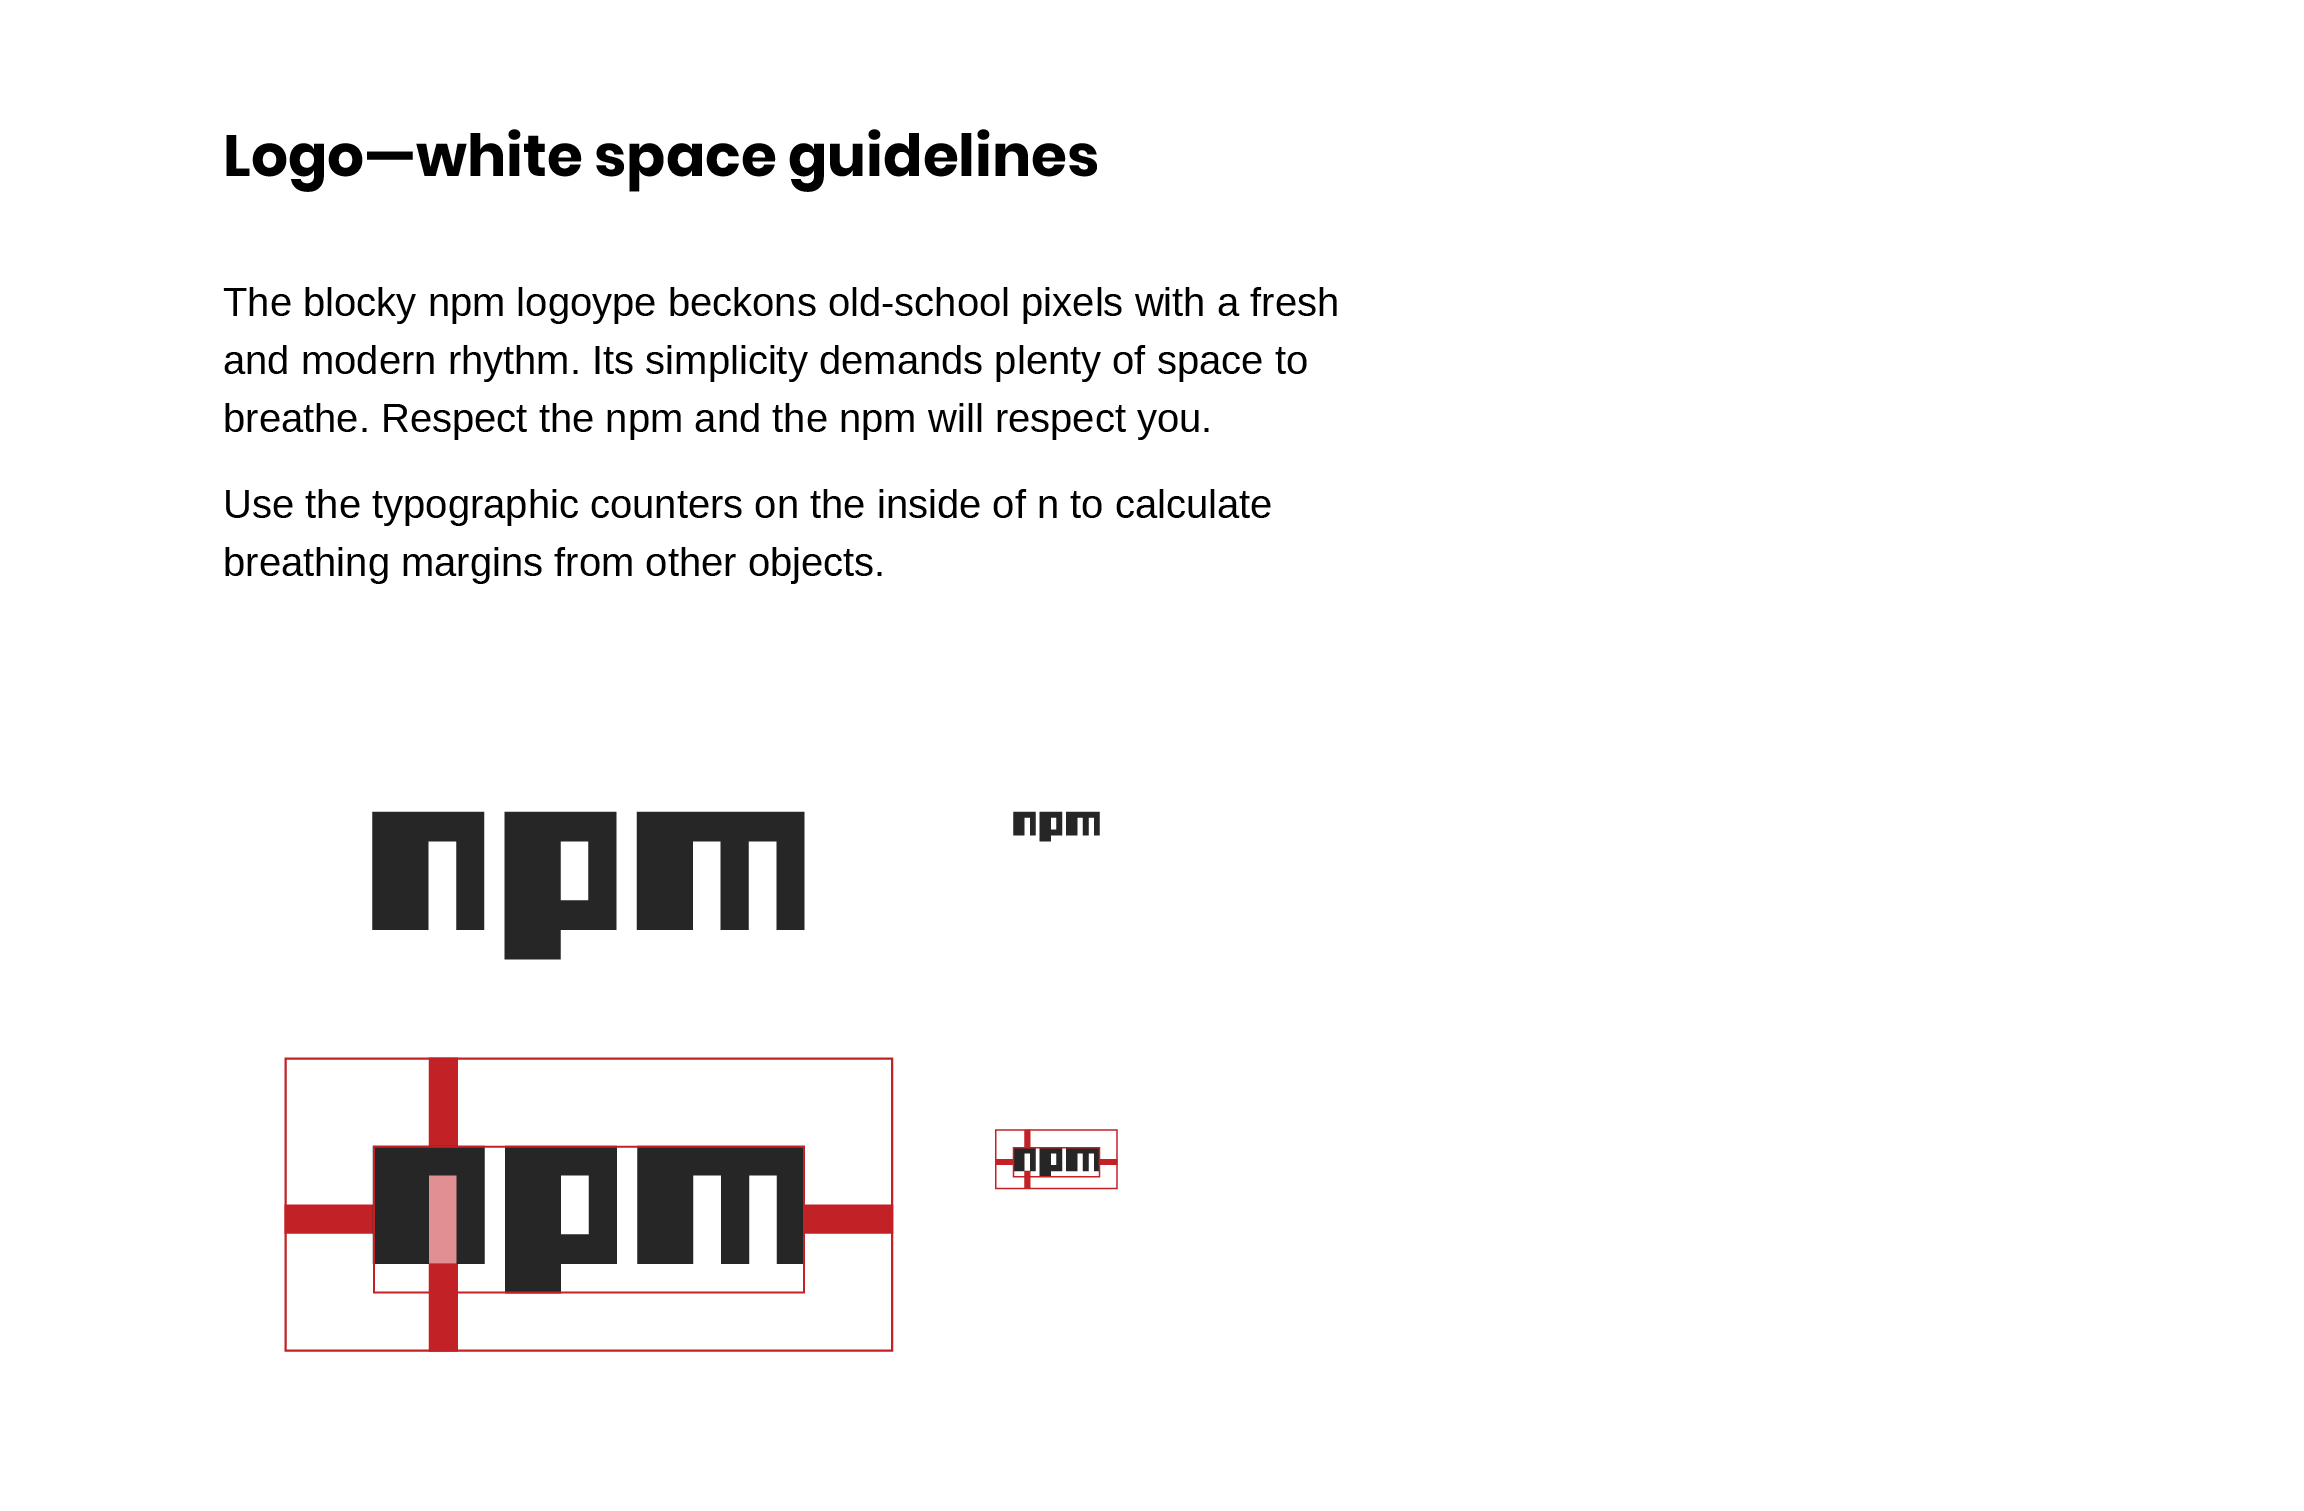 Logo—white space guidelines
The blocky npm logoype beckons old-school pixels with a fresh
and modern rhythm. Its simplicity demands plenty of space to
breathe. Respect the npm and the npm will respect you.
Use the typographic counters on the inside of n to calculate
breathing margins from other objects.
npm
npm
npm
npm